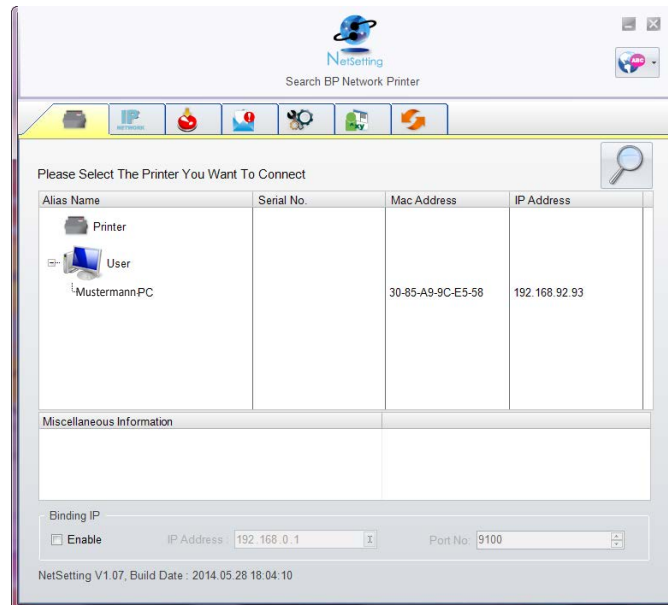 NetSetting
Search BP Network Printer
ABC
IP
NETWORK
Please Select The Printer You Want To Connect
Alias Name Serial No. Mac Address IP Address
Printer
User
Mustermann-PC 30-85-A9-9C-E5-58 192.168.92.93
Miscellaneous Information
Binding IP
Enable IP Address : 192 .168 .0 .1 Port No: 9100
NetSetting V1.07, Build Date : 2014.05.28 18:04:10